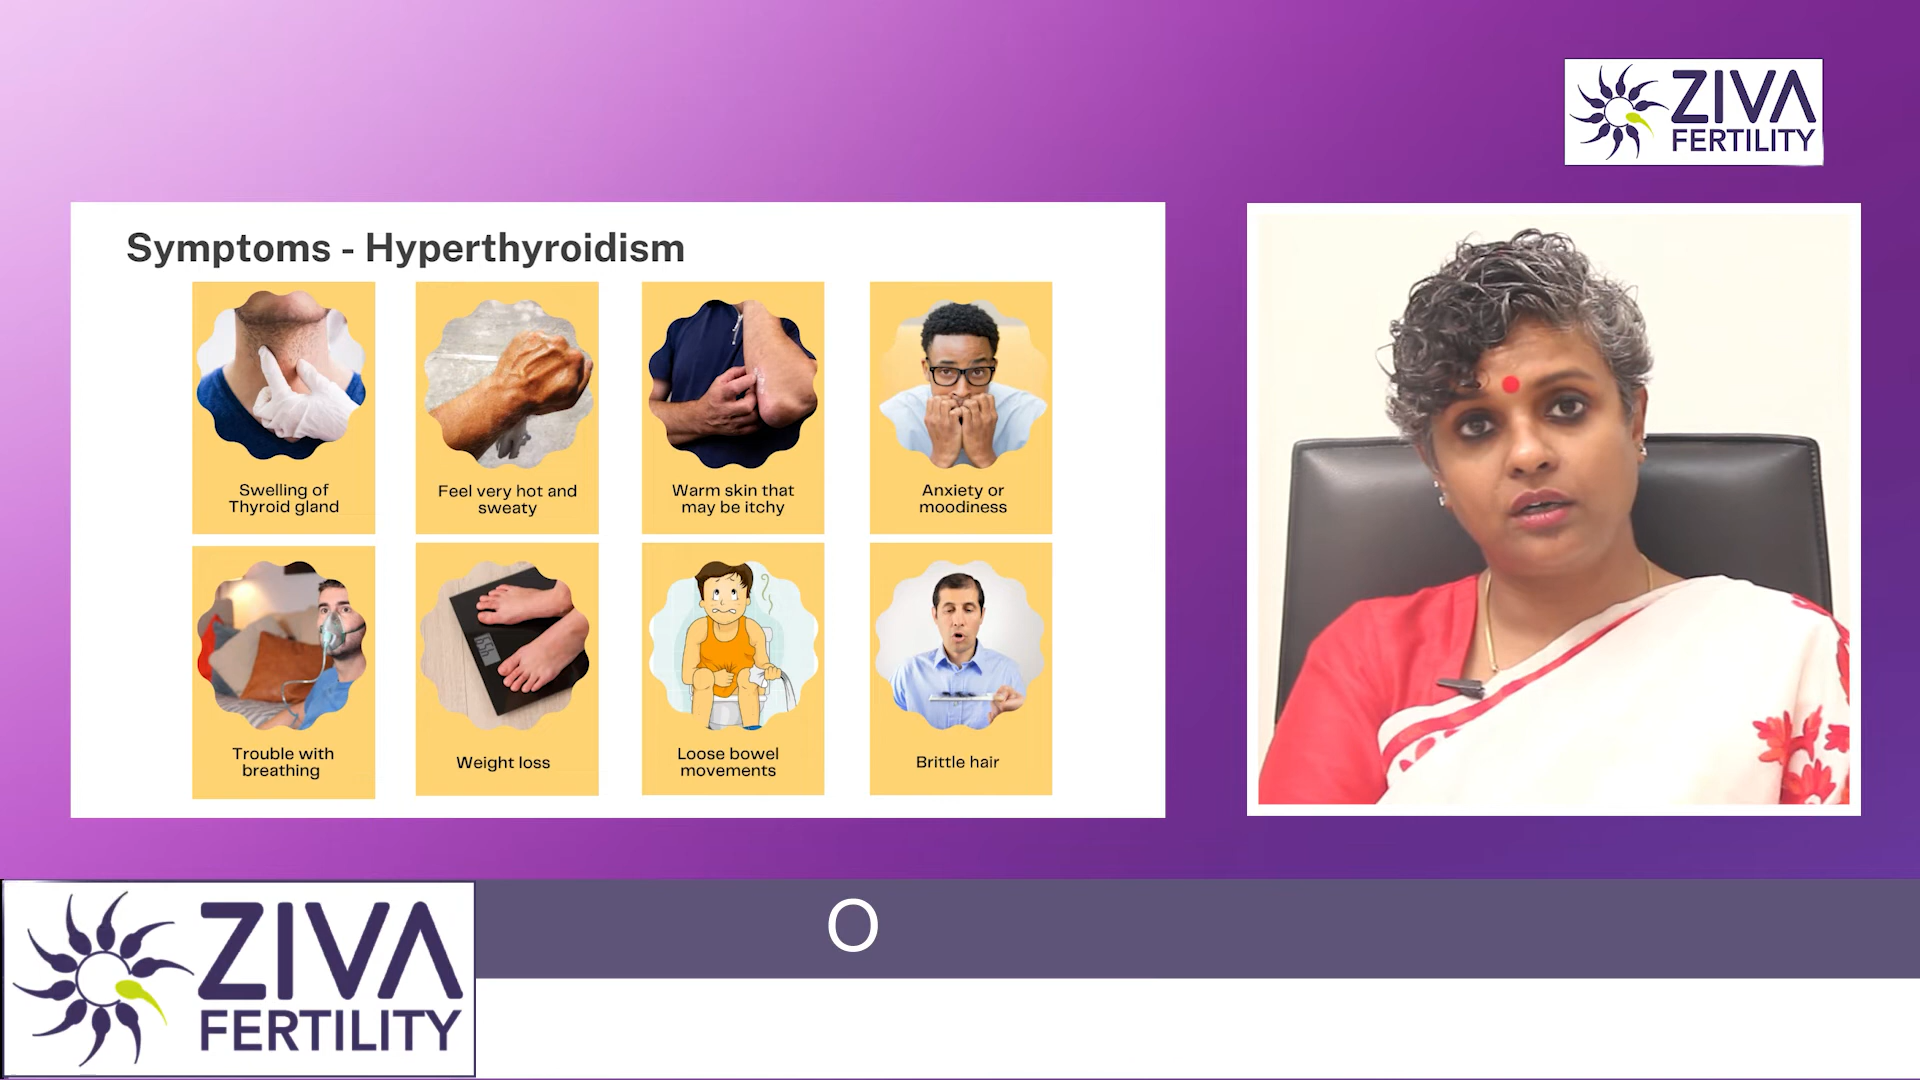 ZIVA
FERTILITY
Symptoms - Hyperthyroidism
Swelling of
Thyroid gland
Feel very hot and
sweaty
Warm skin that
may be itchy
Anxiety or
moodiness
Trouble with
breathing
Weight loss
Loose bowel
movements
Brittle hair
ZIVA
FERTILITY
O